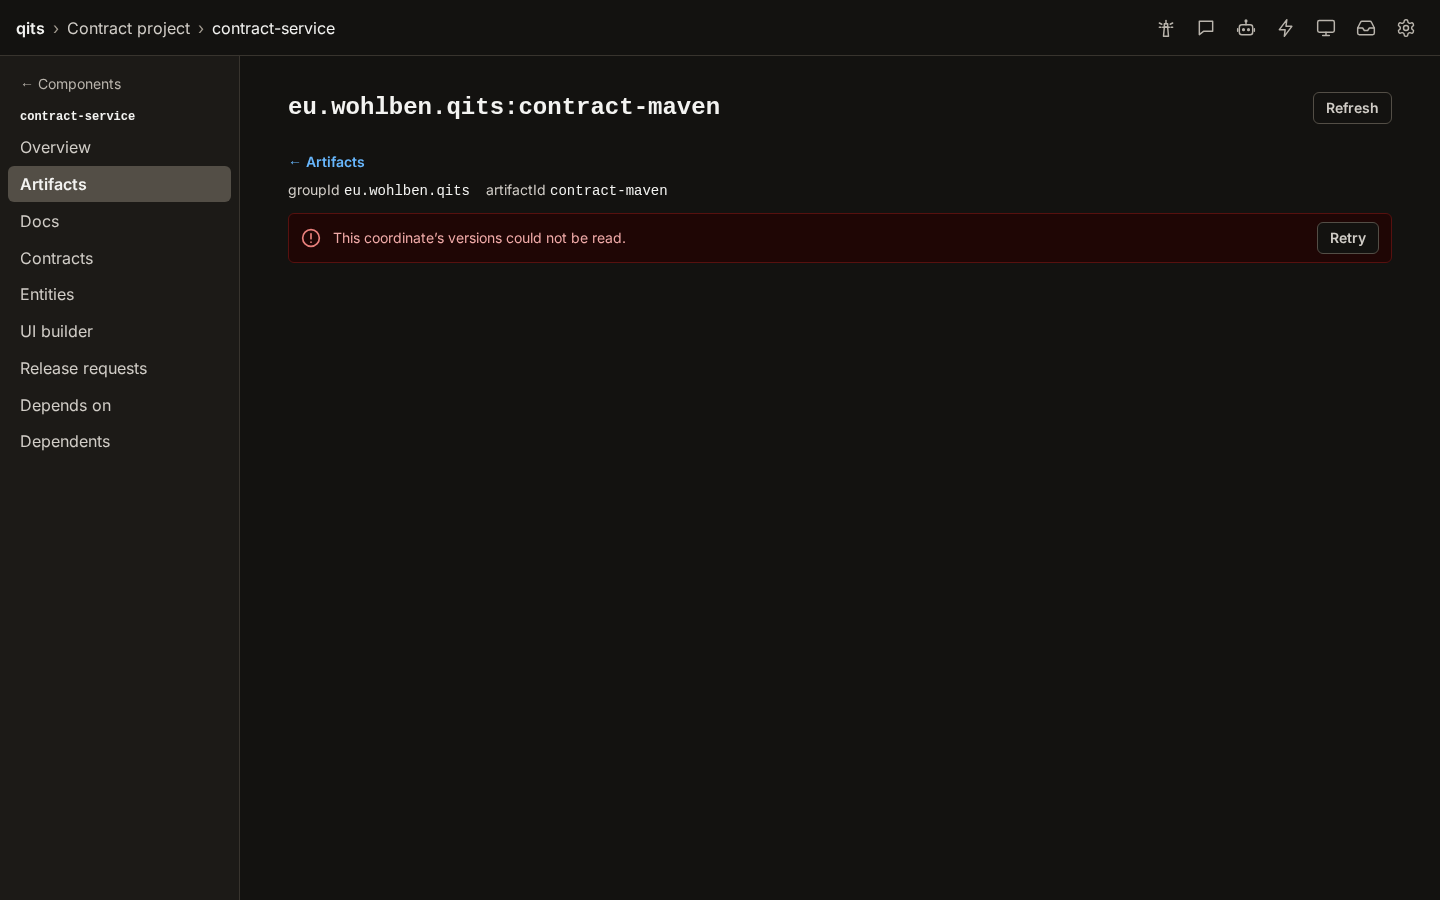 qits › Contract project › contract-service
← Components
contract-service
Overview
Artifacts
Docs
Contracts
Entities
UI builder
Release requests
Depends on
Dependents
eu.wohlben.qits:contract-maven
Refresh
← Artifacts
groupId eu.wohlben.qits artifactId contract-maven
This coordinate’s versions could not be read.
Retry